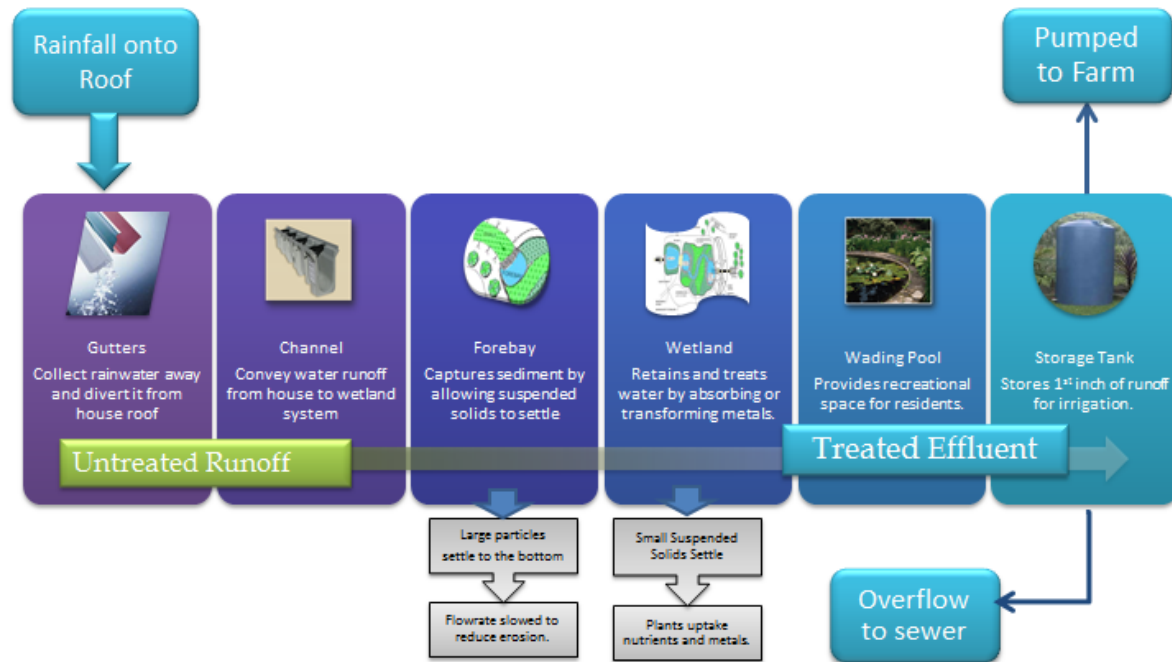 Rainfall onto
Roof
Pumped
to Farm
Gutters
Collect rainwater away
and divert it from
house roof
Channel
Convey water runoff
from house to wetland
system
Forebay
Captures sediment by
allowing suspended
solids to settle
Wetland
Retains and treats
water by absorbing or
transforming metals.
Wading Pool
Provides recreational
space for residents.
Storage Tank
Stores 1st inch of runoff
for irrigation.
Untreated Runoff
Treated Effluent
Large particles
settle to the bottom
Flowrate slowed to
reduce erosion.
Small Suspended
Solids Settle
Plants uptake
nutrients and metals.
Overflow
to sewer